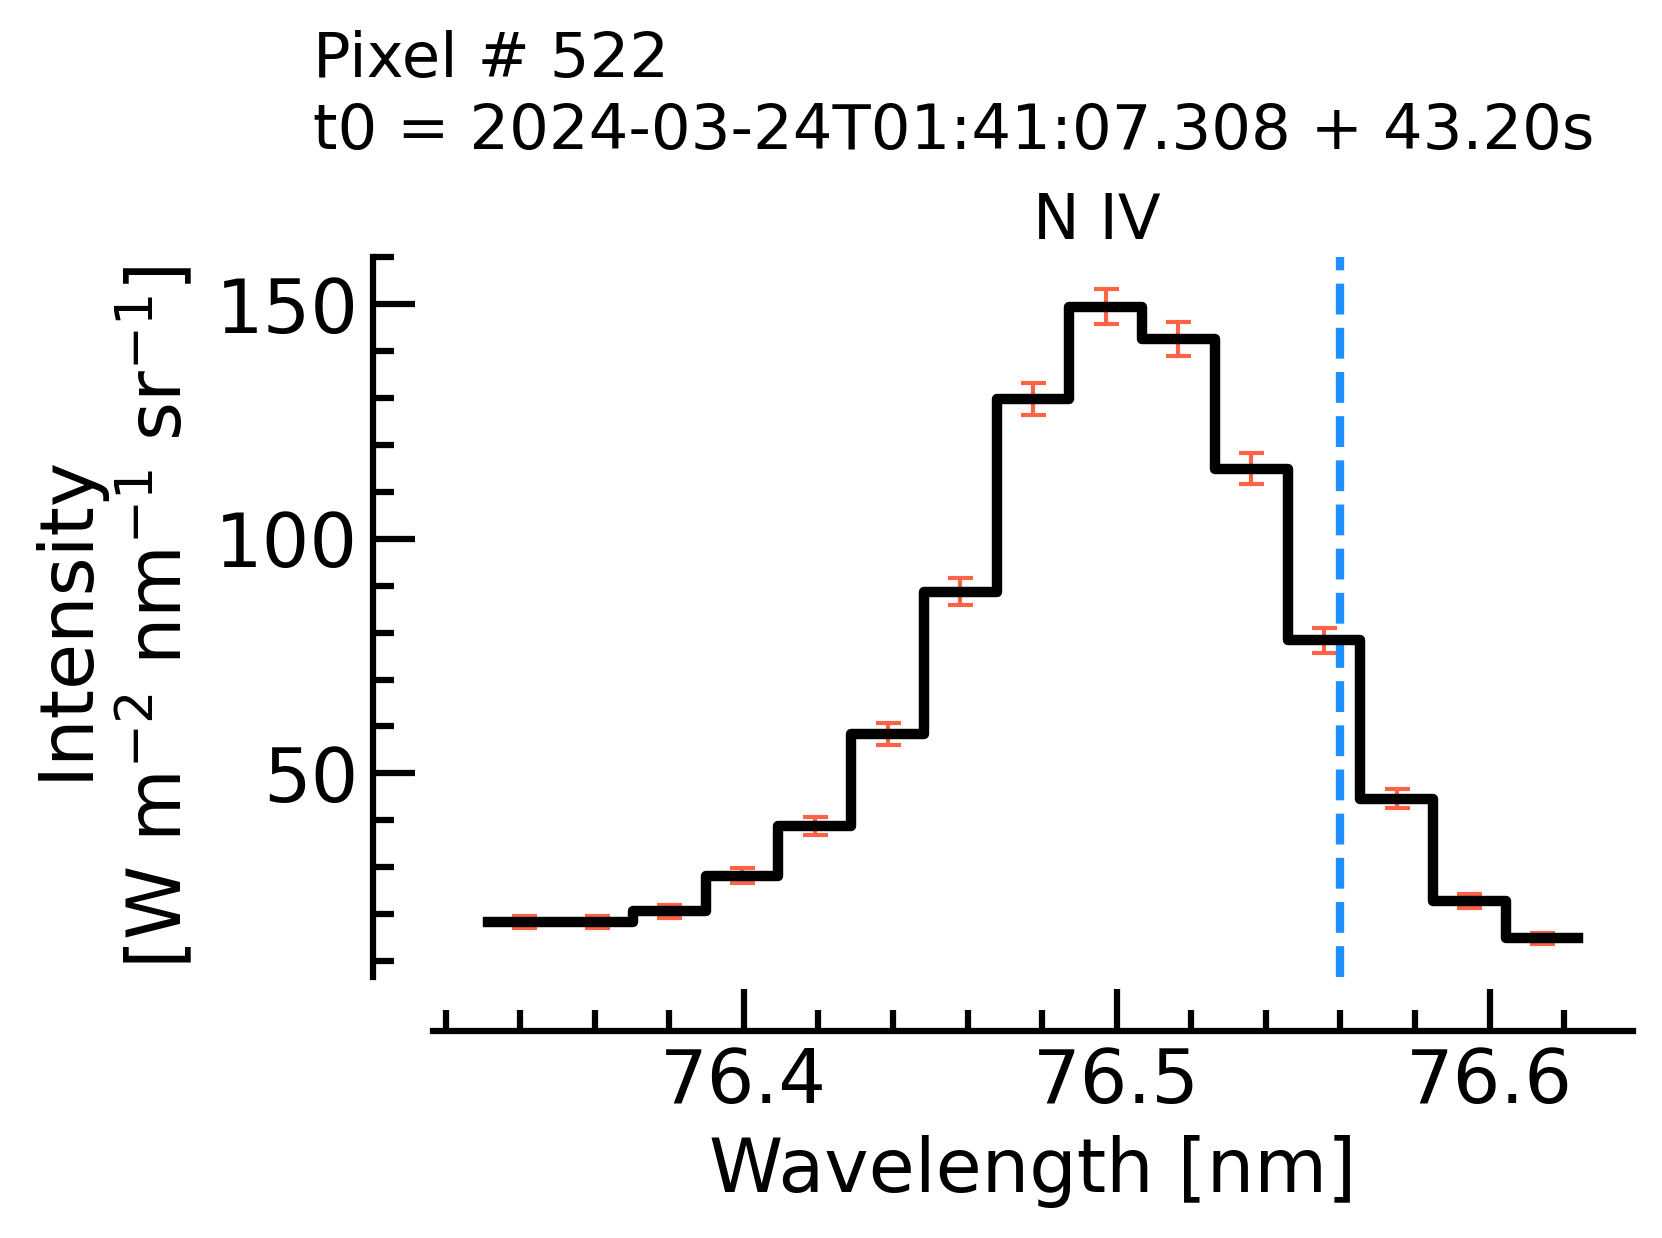 Pixel # 522
t0 = 2024-03-24T01:41:07.308 + 43.20s
N IV
Intensity
[W m⁻² nm⁻¹ sr⁻¹]
150
100
50
76.4 76.5 76.6
Wavelength [nm]